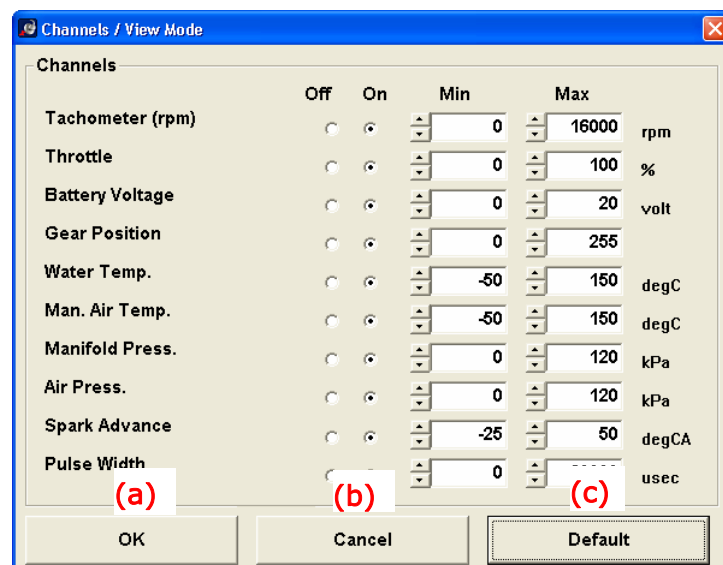 Channels / View Mode
Channels
Off On Min Max
Tachometer (rpm) 0 16000 rpm
Throttle 0 100 %
Battery Voltage 0 20 volt
Gear Position 0 255
Water Temp. -50 150 degC
Man. Air Temp. -50 150 degC
Manifold Press. 0 120 kPa
Air Press. 0 120 kPa
Spark Advance -25 50 degCA
Pulse Width 0 usec
(a) (b) (c)
OK Cancel Default